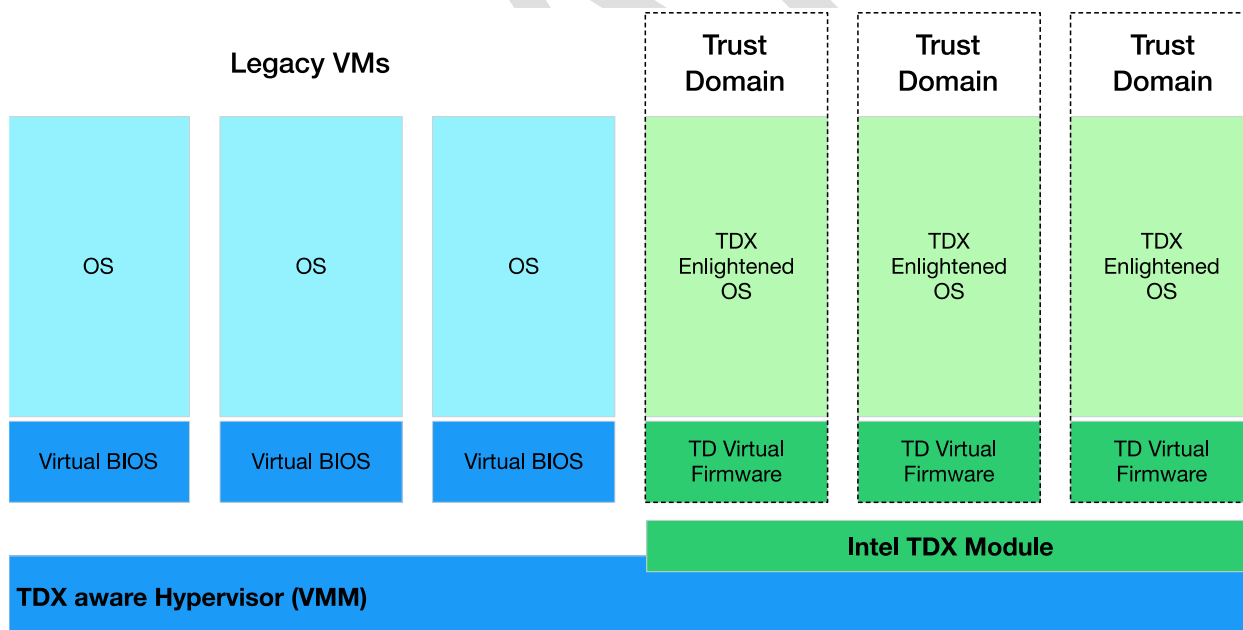 Legacy VMs
Trust
Domain
Trust
Domain
Trust
Domain
OS
OS
OS
TDX
Enlightened
OS
TDX
Enlightened
OS
TDX
Enlightened
OS
Virtual BIOS
Virtual BIOS
Virtual BIOS
TD Virtual
Firmware
TD Virtual
Firmware
TD Virtual
Firmware
Intel TDX Module
TDX aware Hypervisor (VMM)